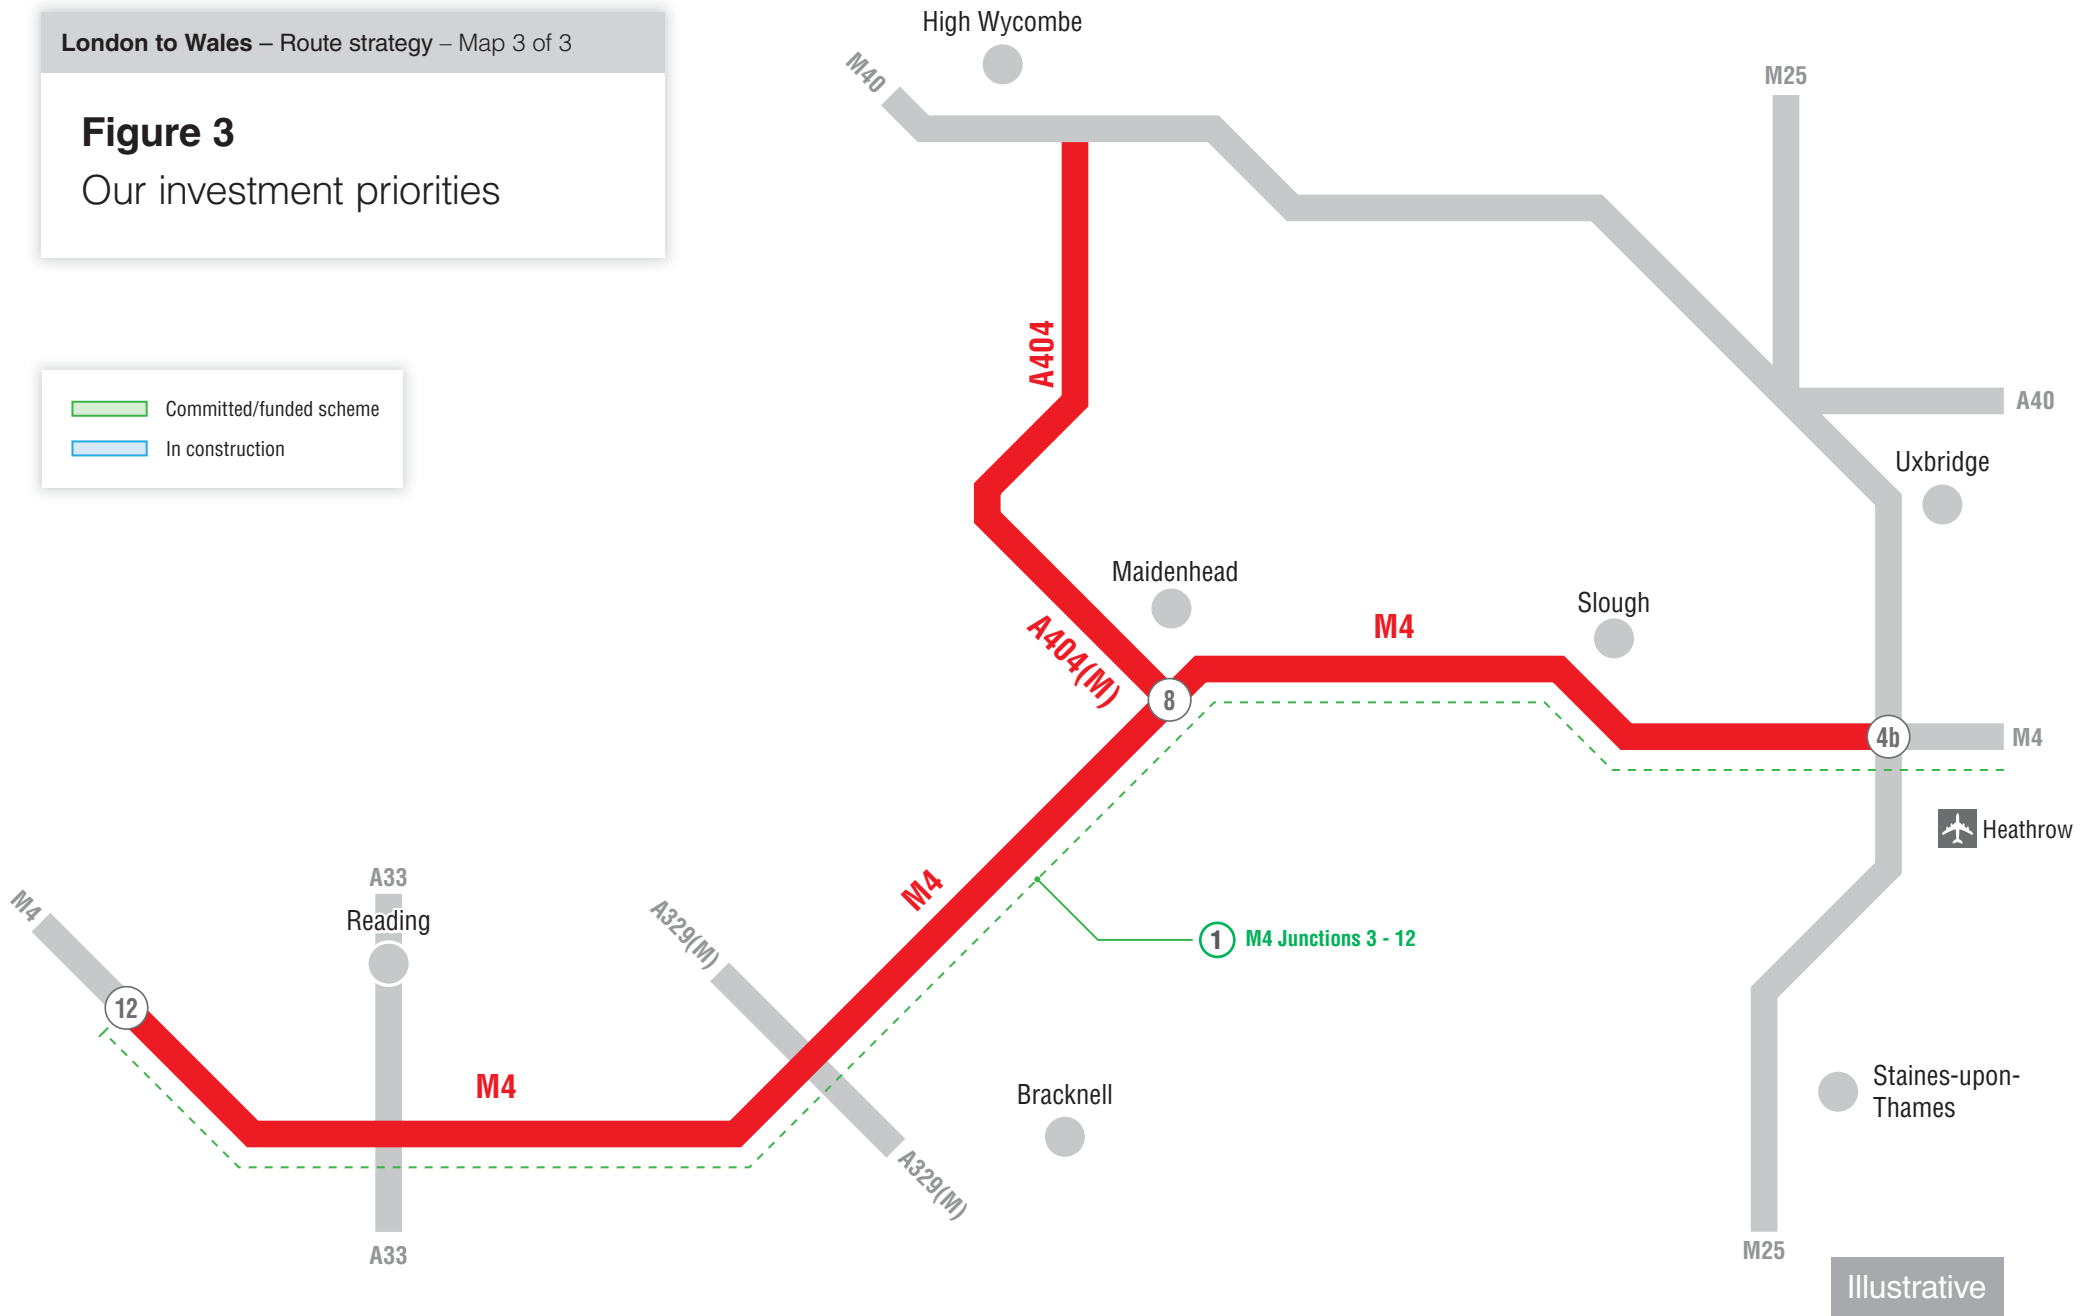 London to Wales – Route strategy – Map 3 of 3
Figure 3
Our investment priorities
Committed/funded scheme
In construction
High Wycombe
M40
M25
A404
A40
Uxbridge
Maidenhead
Slough
M4
A404(M)
8
4b
M4
Heathrow
M4
A33
Reading
M4
A329(M)
1 M4 Junctions 3 - 12
12
M4
Bracknell
Staines-upon-
Thames
A329(M)
A33
M25
Illustrative